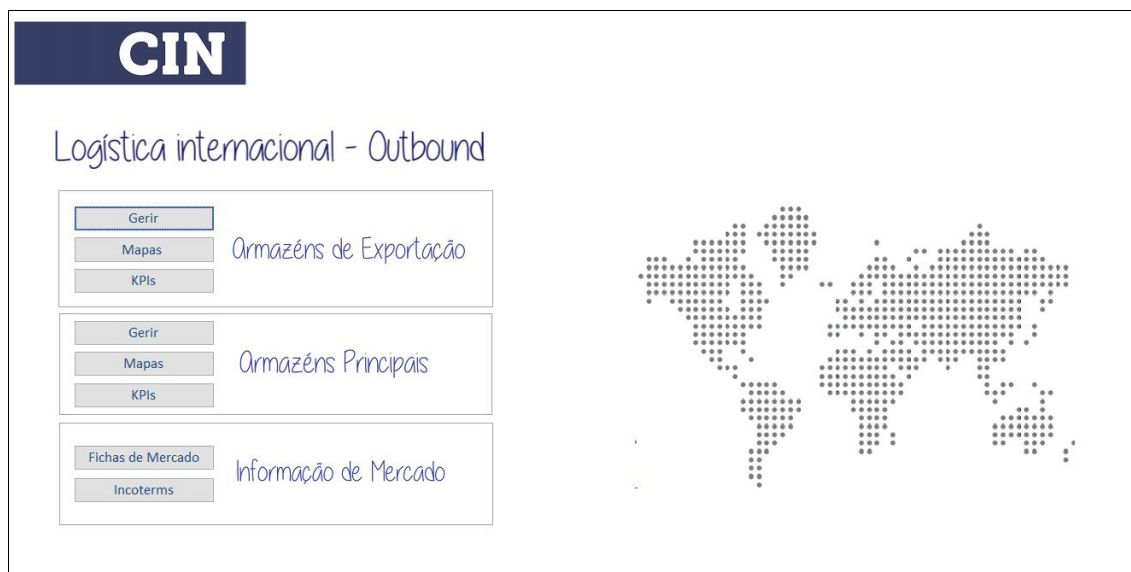 CIN
Logística internacional - Outbound
Gerir
Mapas
KPIs
Armazéns de Exportação
Gerir
Mapas
KPIs
Armazéns Principais
Fichas de Mercado
Incoterms
Informação de Mercado